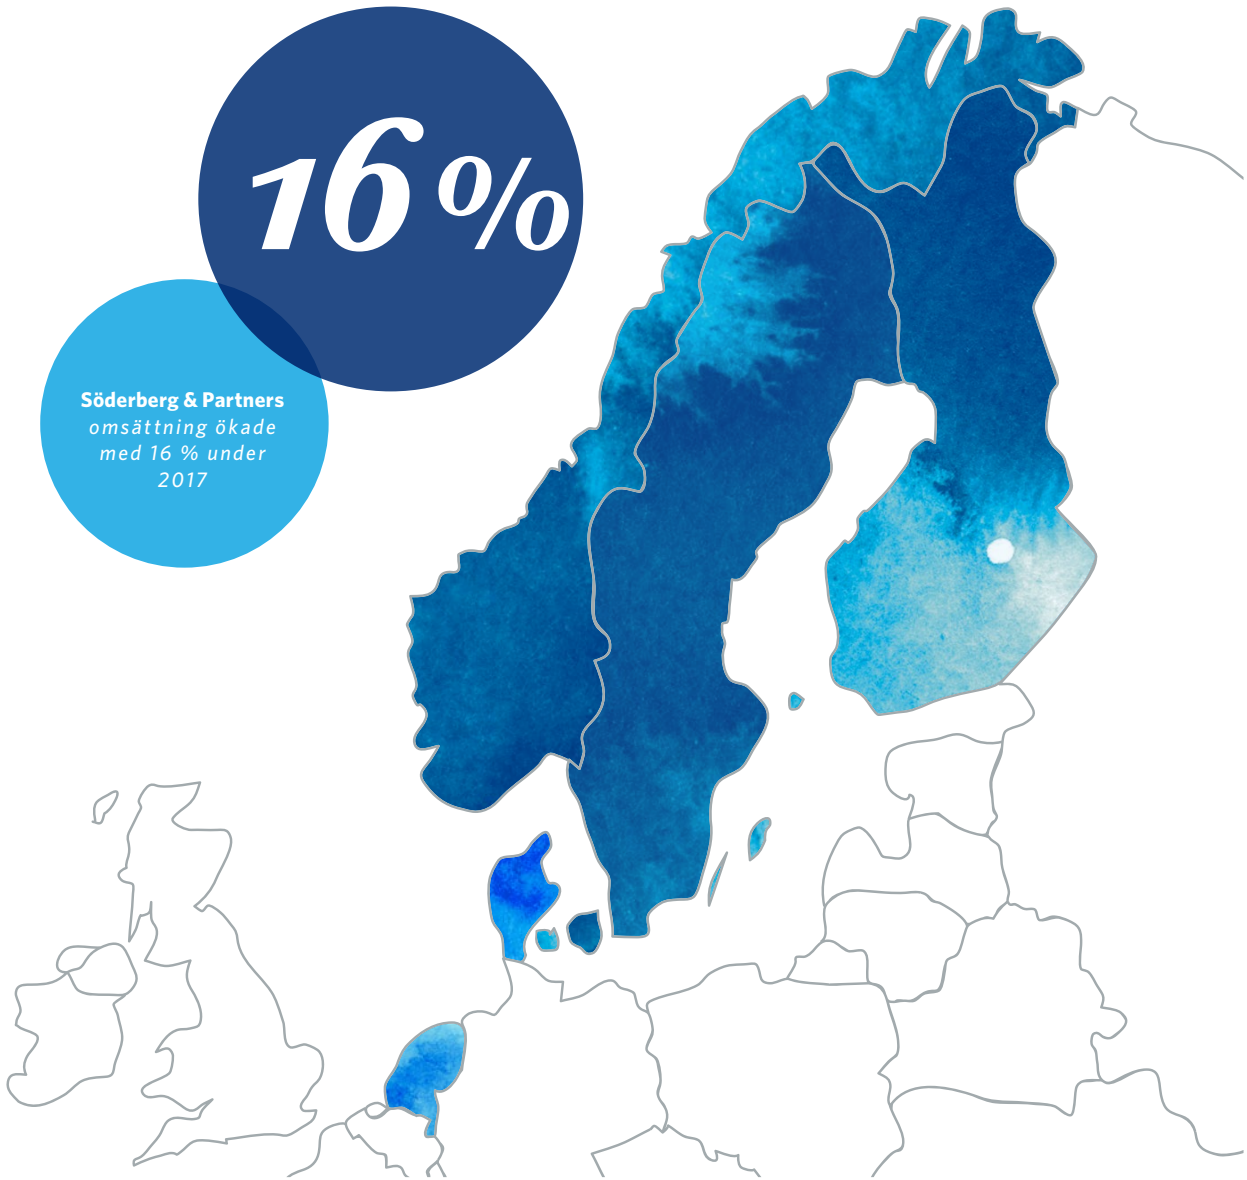 16 %
Söderberg & Partners
omsättning ökade
med 16 % under
2017